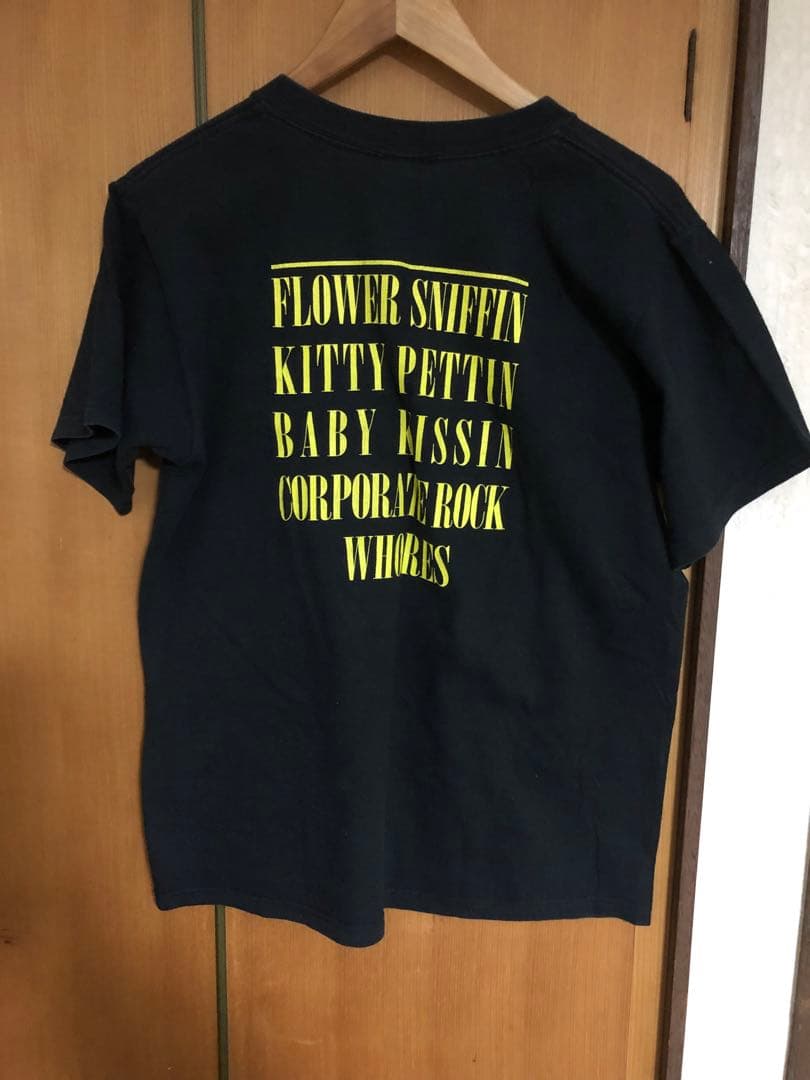 FLOWER SNIFFIN
KITTY PETTIN
BABY KISSIN
CORPORATE ROCK
WHORES